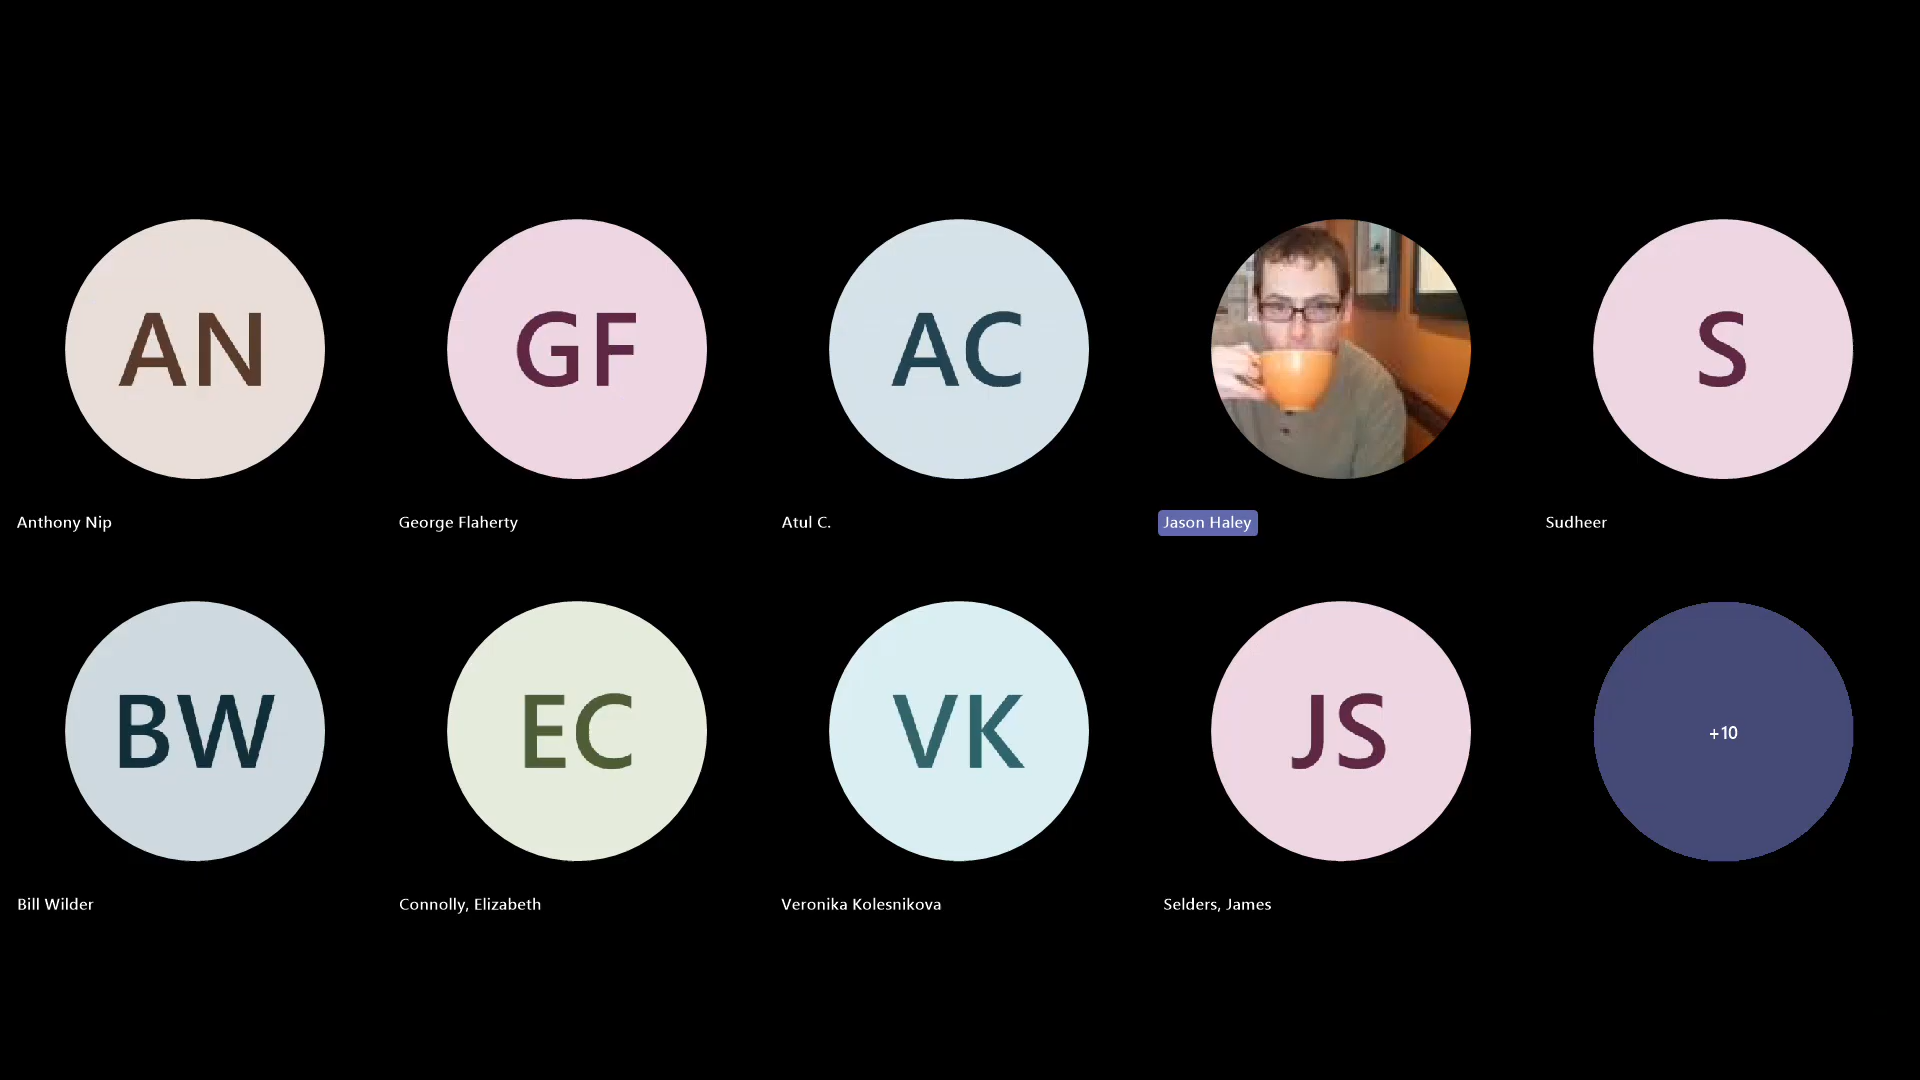 AN
GF
AC
S
Anthony Nip
George Flaherty
Atul C.
Jason Haley
Sudheer
BW
EC
VK
JS
+10
Bill Wilder
Connolly, Elizabeth
Veronika Kolesnikova
Selders, James